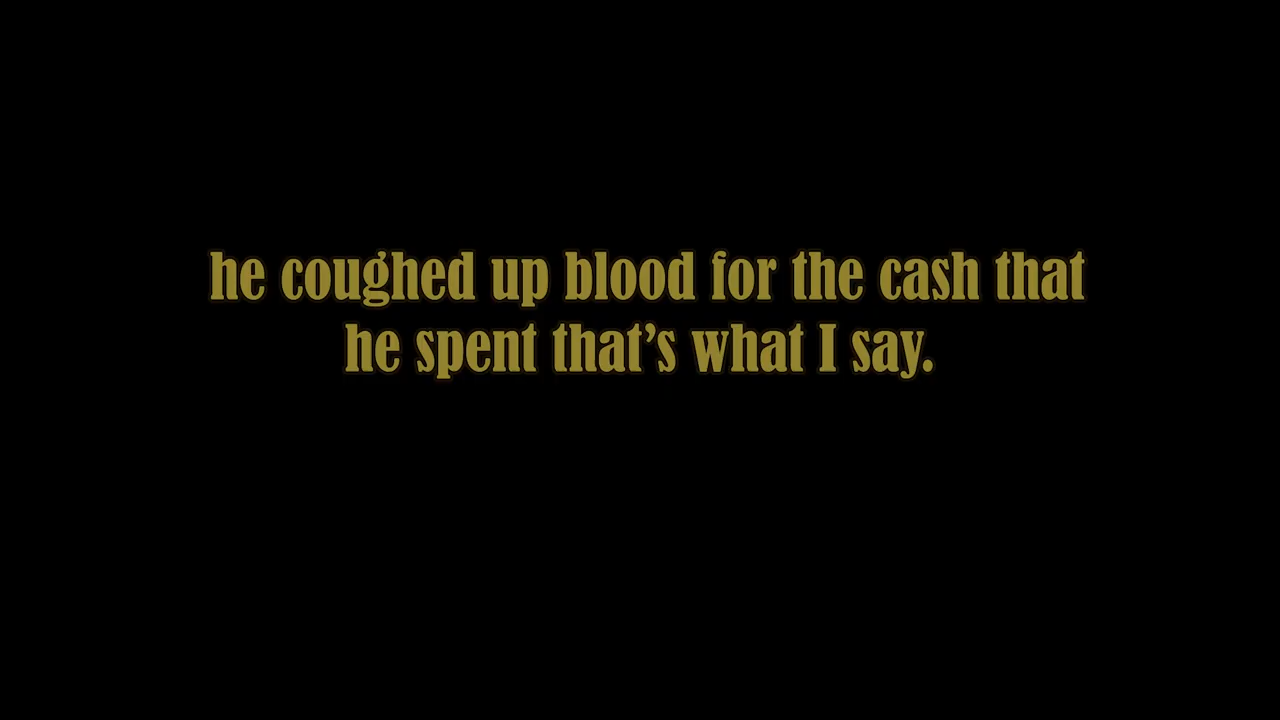 he coughed up blood for the cash that
he spent that’s what I say.